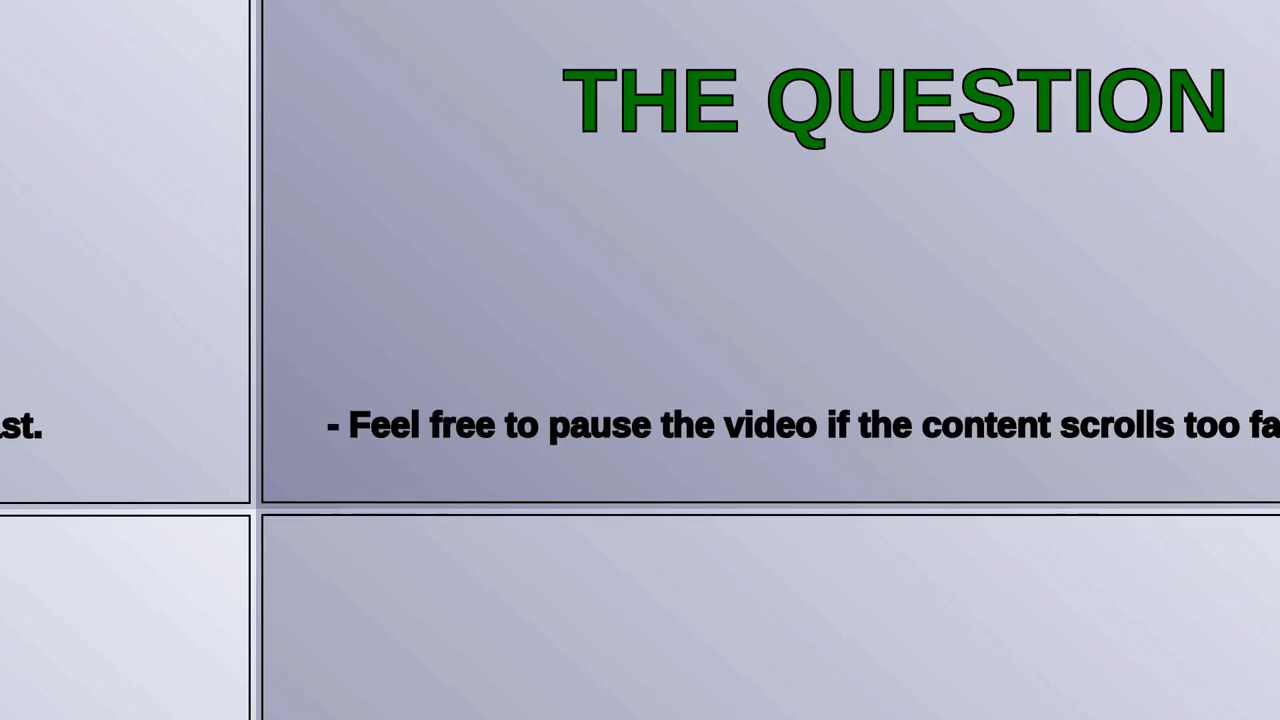 THE QUESTION
st. - Feel free to pause the video if the content scrolls too fa